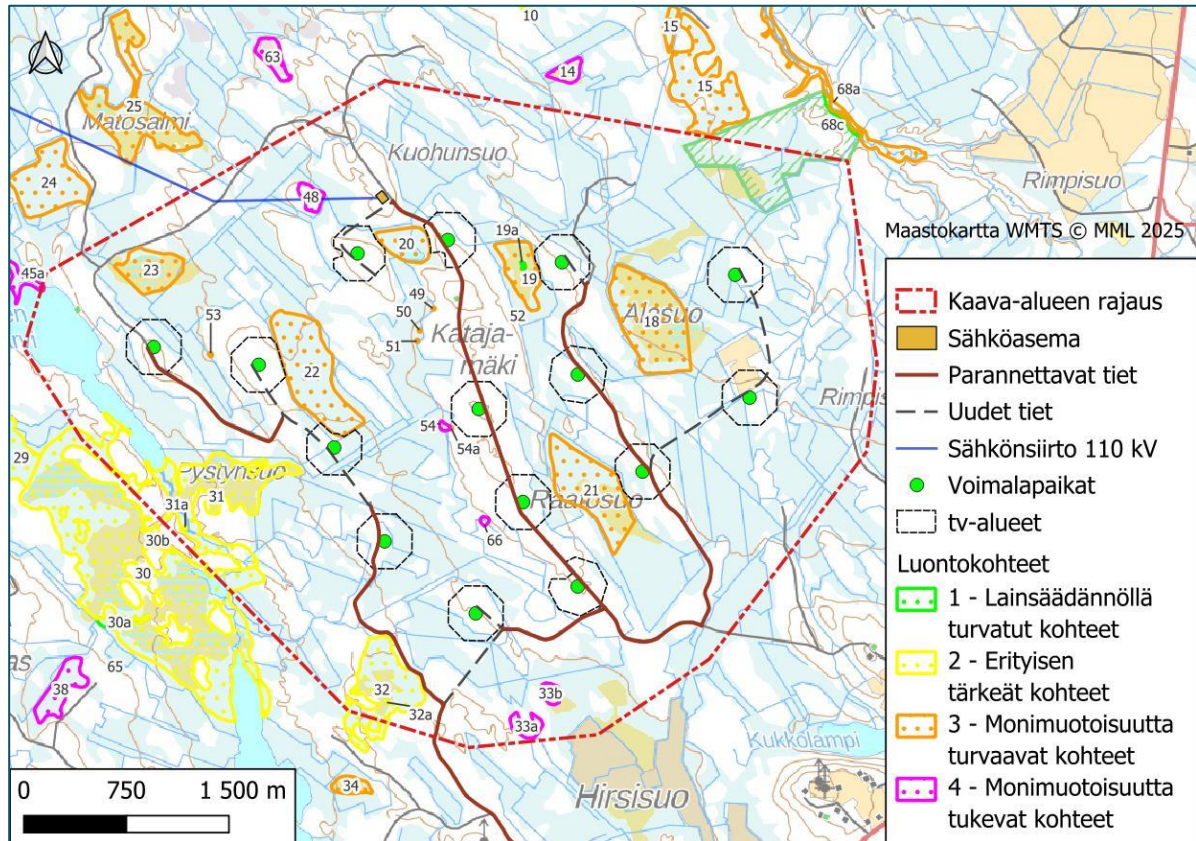 10
63
14
15
15
25
Matosalmi
68a
68c
Kuohunsuo
24
Rimpisuo
48
Maastokartta WMTS © MML 2025
20
19a
23
19
45a
49
52
53
50
Alasuo
18
51
Kataja-
mäki
22
Rimpis
54
54a
29
Pystynsuo
31
21
Raatosuo
31a
66
30b
30
30a
65
32
38
33b
32a
33a
Kukkolampi
34
Hirsisuo
0 750 1 500 m
Kaava-alueen rajaus
Sähköasema
Parannettavat tiet
Uudet tiet
Sähkönsiirto 110 kV
Voimalapaikat
tv-alueet
Luontokohteet
1 - Lainsäädännöllä
turvatut kohteet
2 - Erityisen
tärkeät kohteet
3 - Monimuotoisuutta
turvaavat kohteet
4 - Monimuotoisuutta
tukevat kohteet